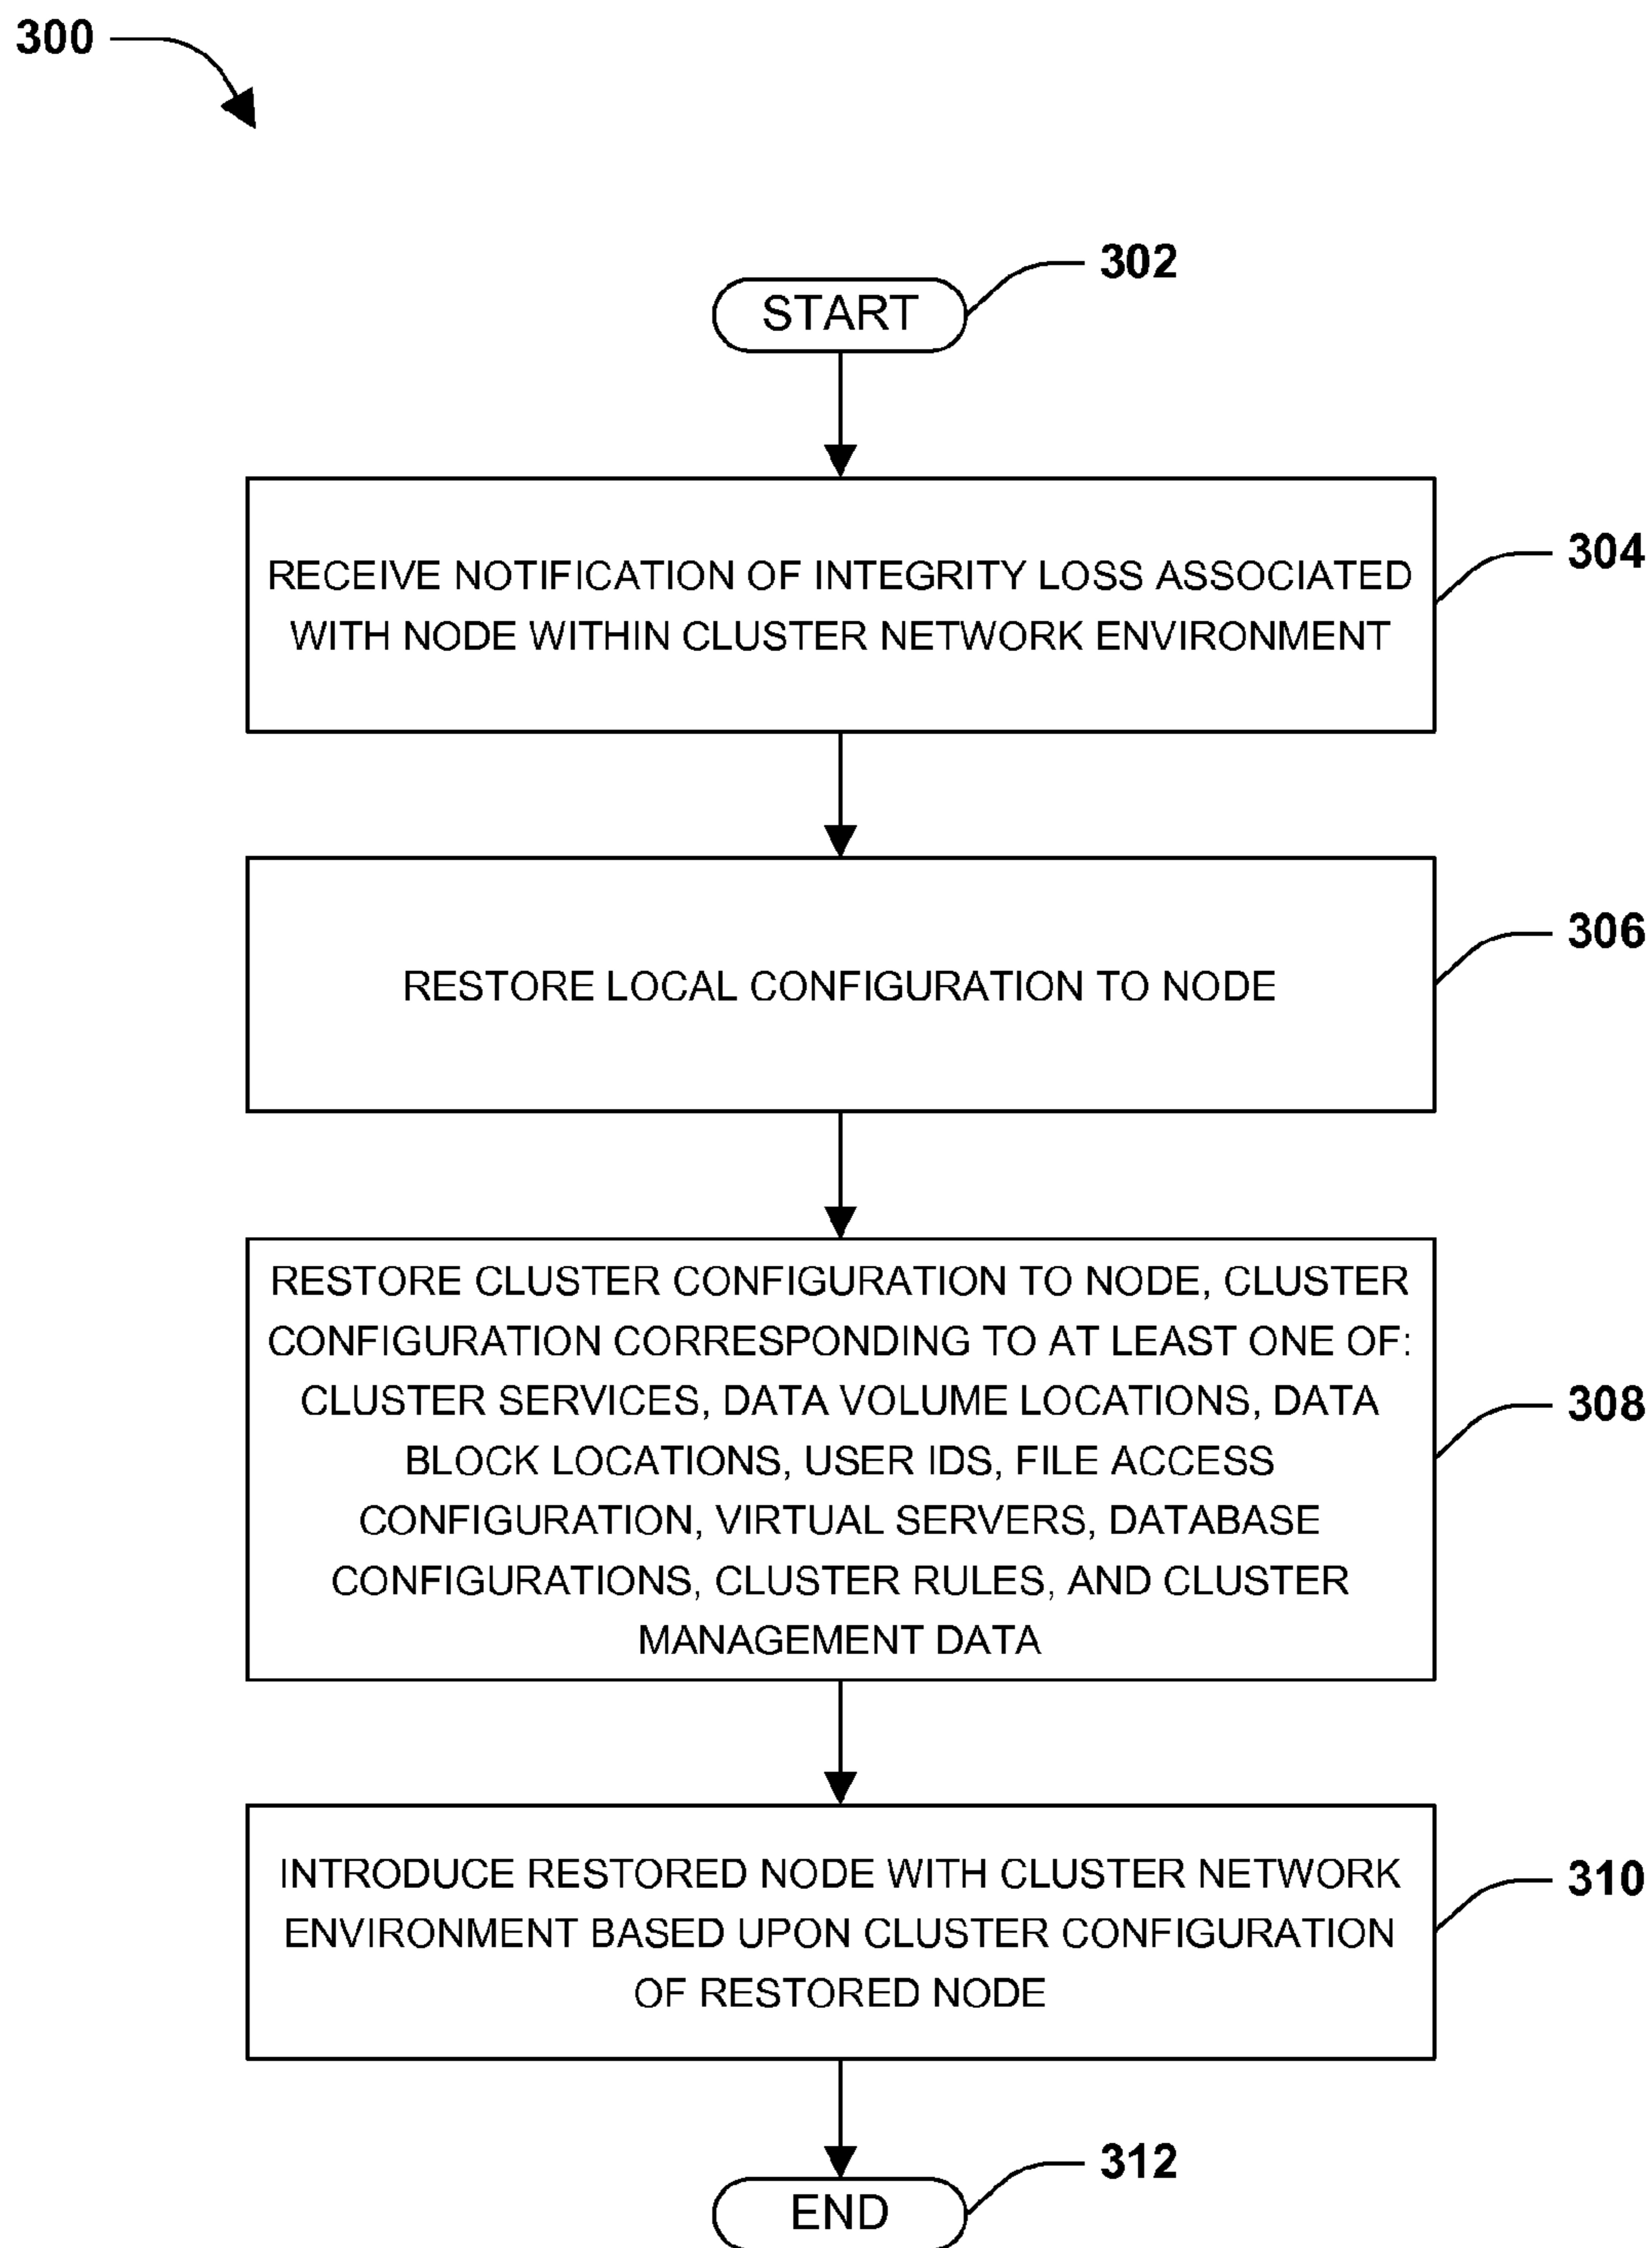 300
302
START
304
RECEIVE NOTIFICATION OF INTEGRITY LOSS ASSOCIATED
WITH NODE WITHIN CLUSTER NETWORK ENVIRONMENT
306
RESTORE LOCAL CONFIGURATION TO NODE
RESTORE CLUSTER CONFIGURATION TO NODE, CLUSTER
CONFIGURATION CORRESPONDING TO AT LEAST ONE OF:
CLUSTER SERVICES, DATA VOLUME LOCATIONS, DATA
308
BLOCK LOCATIONS, USER IDS, FILE ACCESS
CONFIGURATION, VIRTUAL SERVERS, DATABASE
CONFIGURATIONS, CLUSTER RULES, AND CLUSTER
MANAGEMENT DATA
310
INTRODUCE RESTORED NODE WITH CLUSTER NETWORK
ENVIRONMENT BASED UPON CLUSTER CONFIGURATION
OF RESTORED NODE
312
END